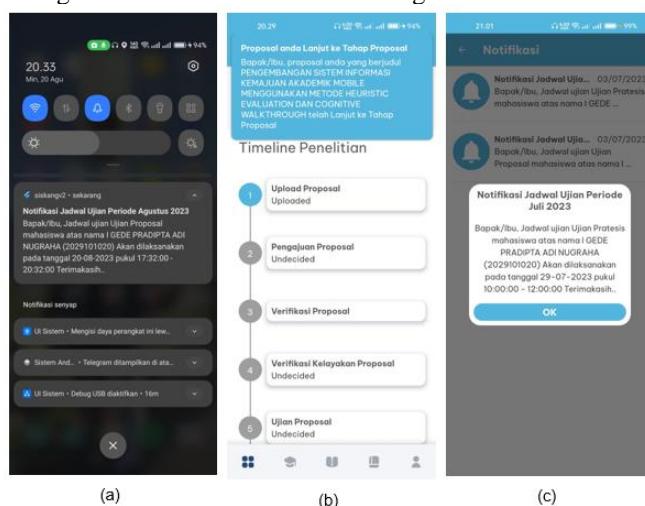 20.33
Min, 20 Agu
94%
siskangv2 • sekarang
Notifikasi Jadwal Ujian Periode Agustus 2023
Bapak/Ibu, Jadwal ujian Ujian Proposal
mahasiswa atas nama I GEDE PRADIPTA ADI
NUGRAHA (2029101020) Akan dilaksanakan
pada tanggal 20-08-2023 pukul 17:32:00 -
20:32:00 Terimakasih..
Notifikasi senyap
UI Sistem • Mengisi daya perangkat ini lew..
Sistem And.. • Telegram ditampilkan di ata..
UI Sistem • Debug USB diaktifkan • 16m
(a)
20.29
94%
Proposal anda Lanjut ke Tahap Proposal
Bapak/Ibu, proposal anda yang berjudul
PENGEMBANGAN SISTEM INFORMASI
KEMAJUAN AKADEMIK MOBILE
MENGGUNAKAN METODE HEURISTIC
EVALUATION DAN COGNITIVE
WALKTHROUGH telah Lanjut ke Tahap
Proposal
Timeline Penelitian
1
Upload Proposal
Uploaded
2
Pengajuan Proposal
Undecided
3
Verifikasi Proposal
4
Verifikasi Kelayakan Proposal
Undecided
5
Ujian Proposal
Undecided
(b)
21.01
99%
Notifikasi
Notifikasi Jadwal Ujia... 03/07/2023
Bapak/Ibu, Jadwal ujian Ujian Pratesis
mahasiswa atas nama I GEDE ...
Notifikasi Jadwal Ujia... 03/07/2023
Bapak/Ibu, Jadwal ujian Ujian
Proposal mahasiswa atas nama I ...
Notifikasi Jadwal Ujian Periode
Juli 2023
Bapak/Ibu, Jadwal ujian Ujian Pratesis
mahasiswa atas nama I GEDE
PRADIPTA ADI NUGRAHA
(2029101020) Akan dilaksanakan
pada tanggal 29-07-2023 pukul
10:00:00 - 12:00:00 Terimakasih..
OK
(c)